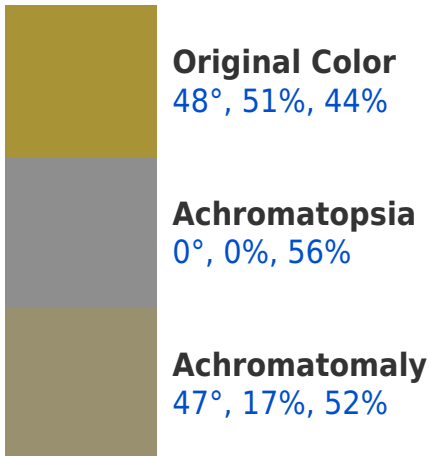 Original Color
48°, 51%, 44%
Achromatopsia
0°, 0%, 56%
Achromatomaly
47°, 17%, 52%